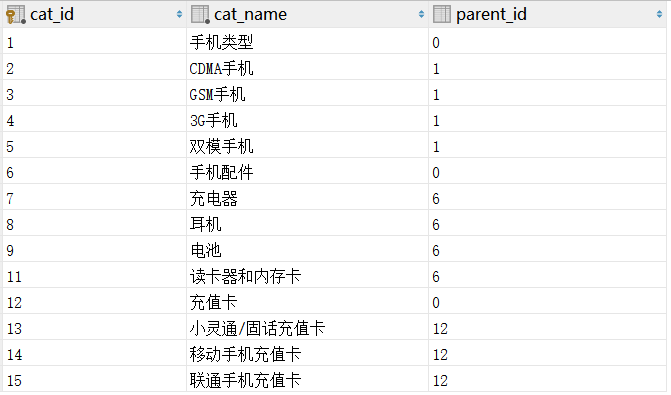 cat_id cat_name parent_id
1 手机类型 0
2 CDMA手机 1
3 GSM手机 1
4 3G手机 1
5 双模手机 1
6 手机配件 0
7 充电器 6
8 耳机 6
9 电池 6
11 读卡器和内存卡 6
12 充值卡 0
13 小灵通/固话充值卡 12
14 移动手机充值卡 12
15 联通手机充值卡 12